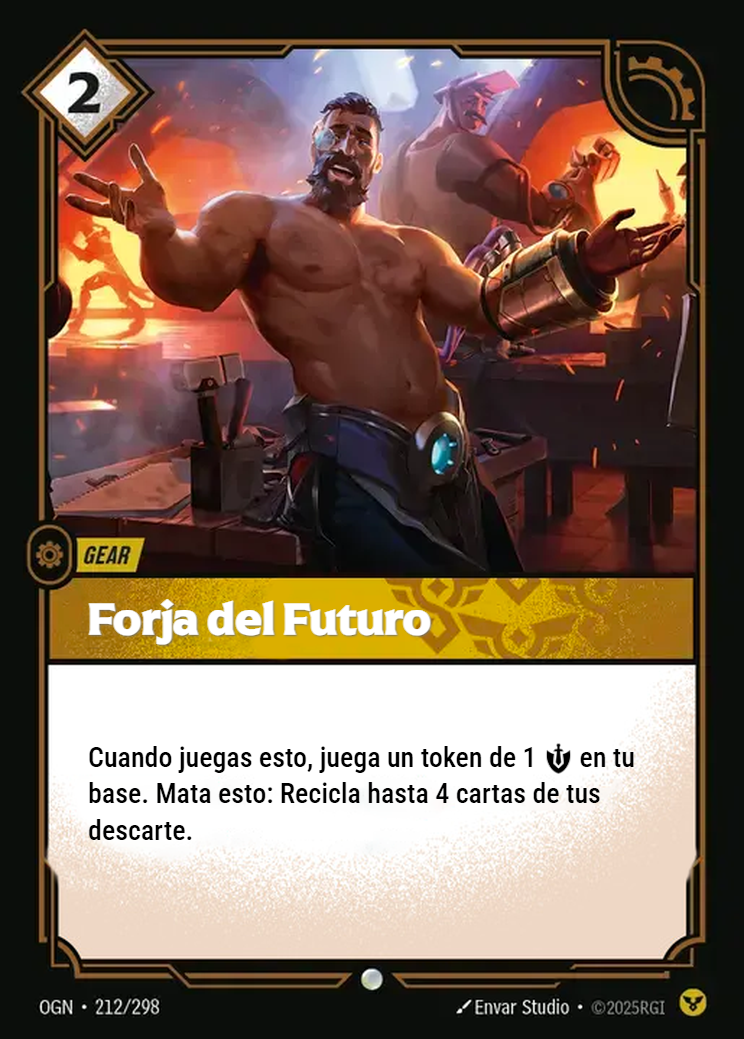 2
GEAR
Forja del Futuro
Cuando juegas esto, juega un token de 1 en tu
base. Mata esto: Recicla hasta 4 cartas de tus
descarte.
OGN • 212/298
Envar Studio • ©2025RGI